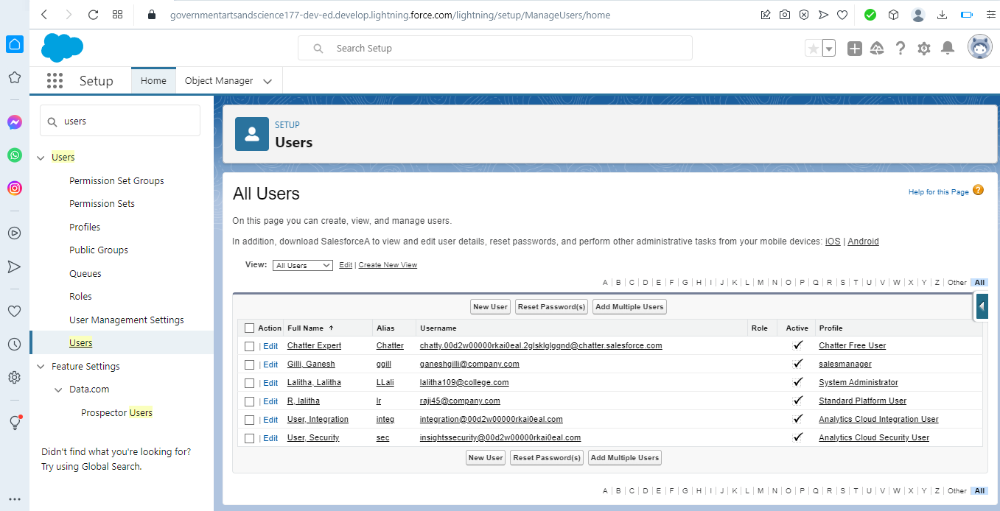 governmentartsandscience177-dev-ed.develop.lightning.force.com/lightning/setup/ManageUsers/home
Search Setup
Setup Home Object Manager
users
Users
Permission Set Groups
Permission Sets
Profiles
Public Groups
Queues
Roles
User Management Settings
Users
Feature Settings
Data.com
Prospector Users
Didn't find what you're looking for?
Try using Global Search.
SETUP
Users
All Users
Help for this Page ?
On this page you can create, view, and manage users.
In addition, download SalesforceA to view and edit user details, reset passwords, and perform other administrative tasks from your mobile devices: iOS | Android
View: All Users Edit | Create New View
A | B | C | D | E | F | G | H | I | J | K | L | M | N | O | P | Q | R | S | T | U | V | W | X | Y | Z | Other All
New User Reset Password(s) Add Multiple Users
Action Full Name ↑ Alias Username Role Active Profile
| Edit Chatter Expert Chatter chatty.00d2w00000rkai0eal.2glsklglqqnd@chatter.salesforce.com ✓ Chatter Free User
| Edit Gilli, Ganesh ggill ganeshgilli@company.com ✓ salesmanager
| Edit Lalitha, Lalitha LLali lalitha109@college.com ✓ System Administrator
| Edit R, lalitha lr raji45@company.com ✓ Standard Platform User
| Edit User, Integration integ integration@00d2w00000rkai0eal.com ✓ Analytics Cloud Integration User
| Edit User, Security sec insightssecurity@00d2w00000rkai0eal.com ✓ Analytics Cloud Security User
New User Reset Password(s) Add Multiple Users
A | B | C | D | E | F | G | H | I | J | K | L | M | N | O | P | Q | R | S | T | U | V | W | X | Y | Z | Other All